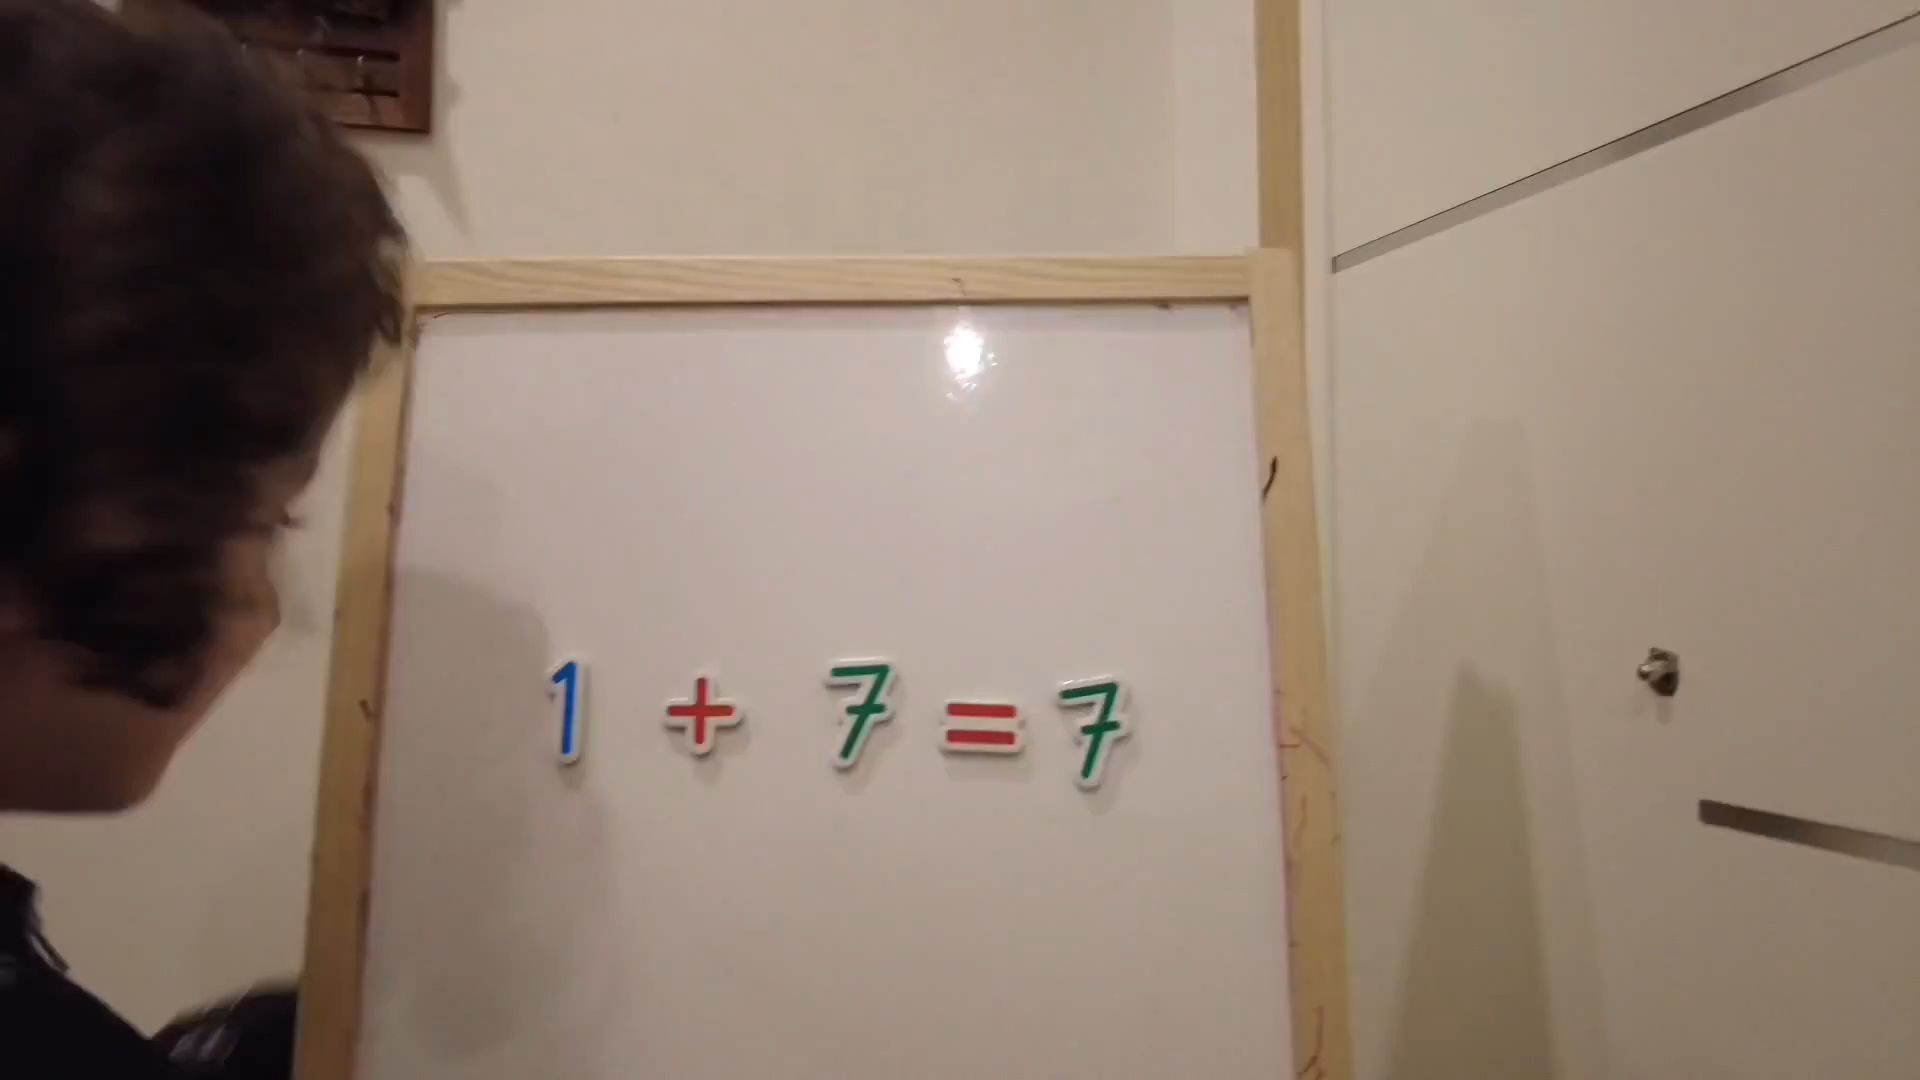 1 + 7 = 7